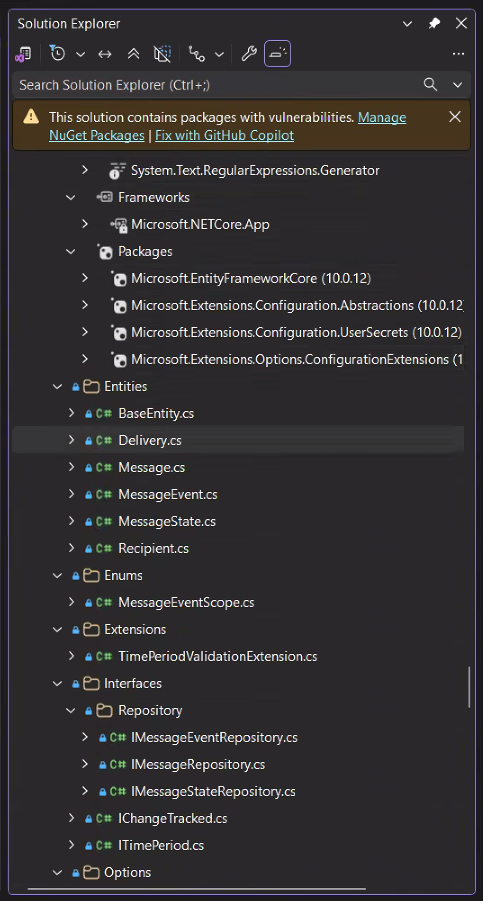 Solution Explorer
Search Solution Explorer (Ctrl+;)
This solution contains packages with vulnerabilities. Manage
NuGet Packages | Fix with GitHub Copilot
System.Text.RegularExpressions.Generator
Frameworks
Microsoft.NETCore.App
Packages
Microsoft.EntityFrameworkCore (10.0.12)
Microsoft.Extensions.Configuration.Abstractions (10.0.12)
Microsoft.Extensions.Configuration.UserSecrets (10.0.12)
Microsoft.Extensions.Options.ConfigurationExtensions (1
Entities
C# BaseEntity.cs
C# Delivery.cs
C# Message.cs
C# MessageEvent.cs
C# MessageState.cs
C# Recipient.cs
Enums
C# MessageEventScope.cs
Extensions
C# TimePeriodValidationExtension.cs
Interfaces
Repository
C# IMessageEventRepository.cs
C# IMessageRepository.cs
C# IMessageStateRepository.cs
C# IChangeTracked.cs
C# ITimePeriod.cs
Options